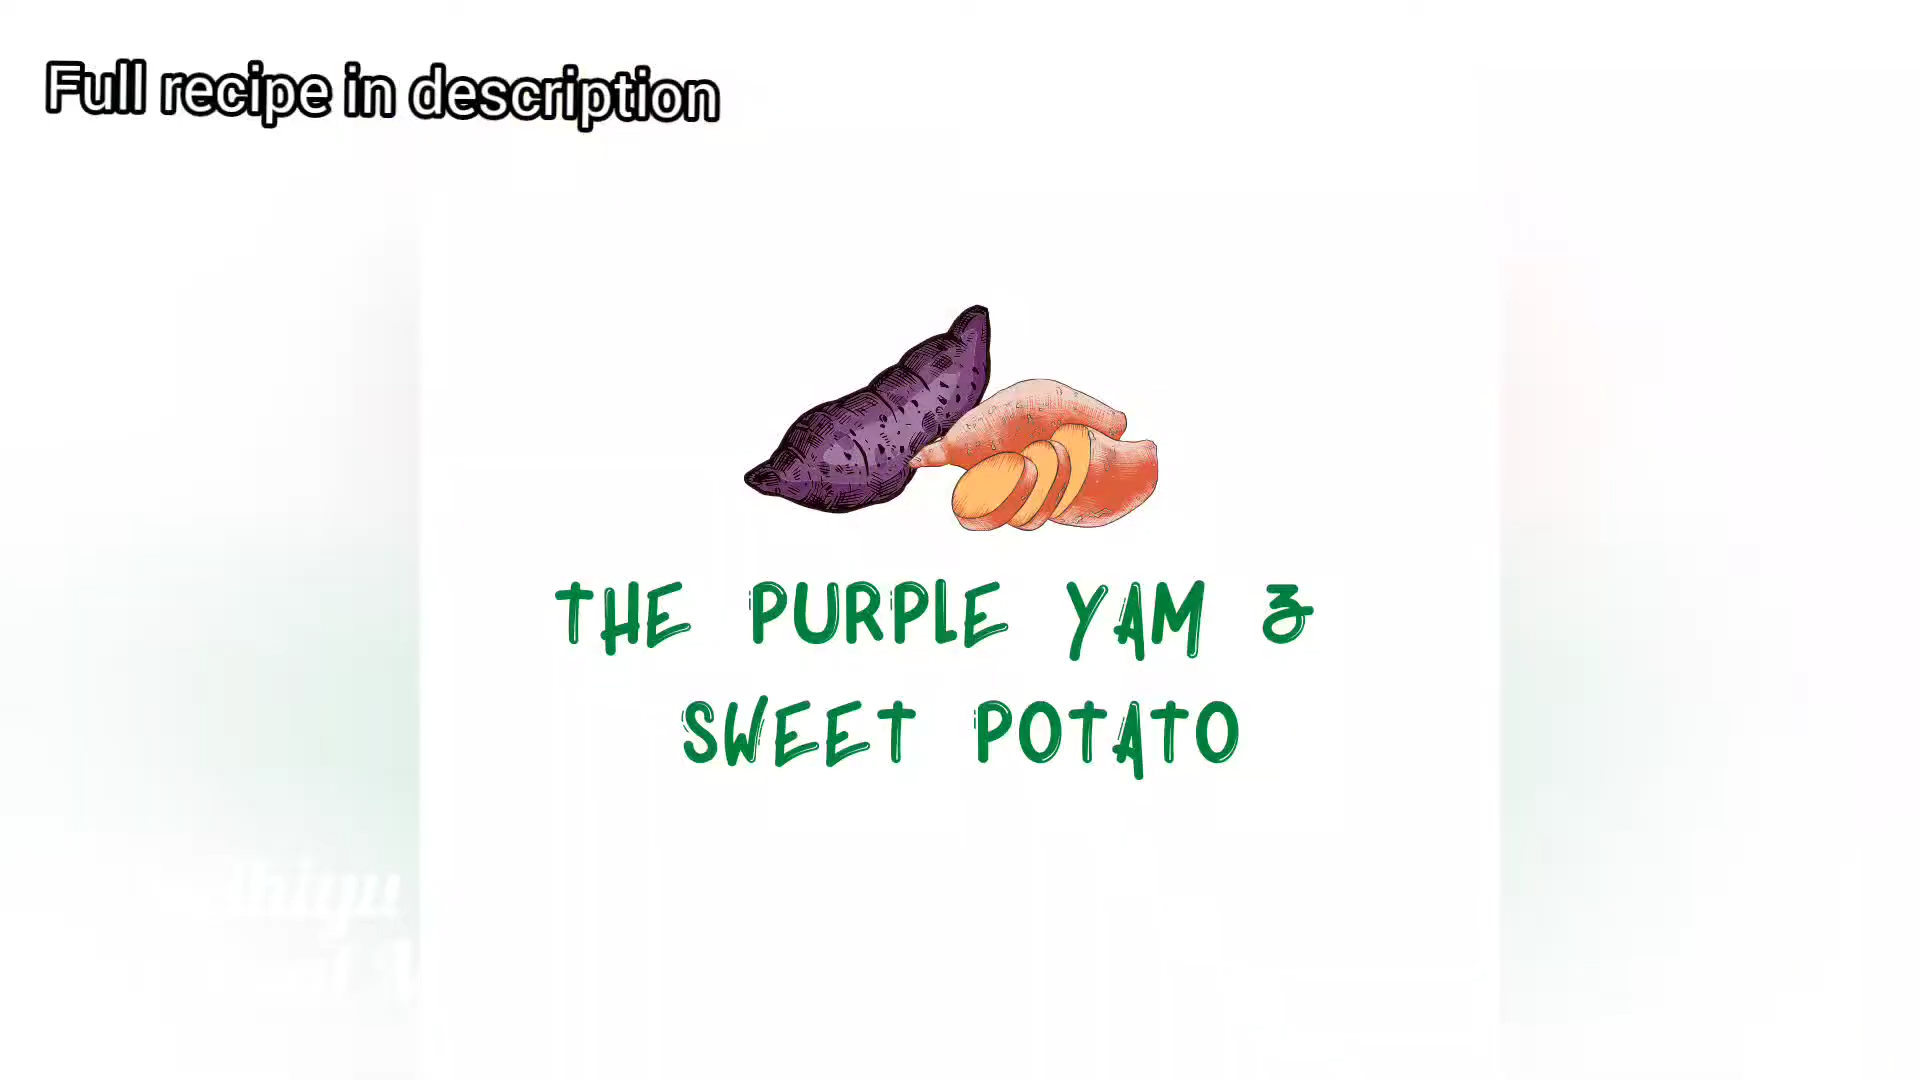 Full recipe in description
THE PURPLE YAM &
SWEET POTATO